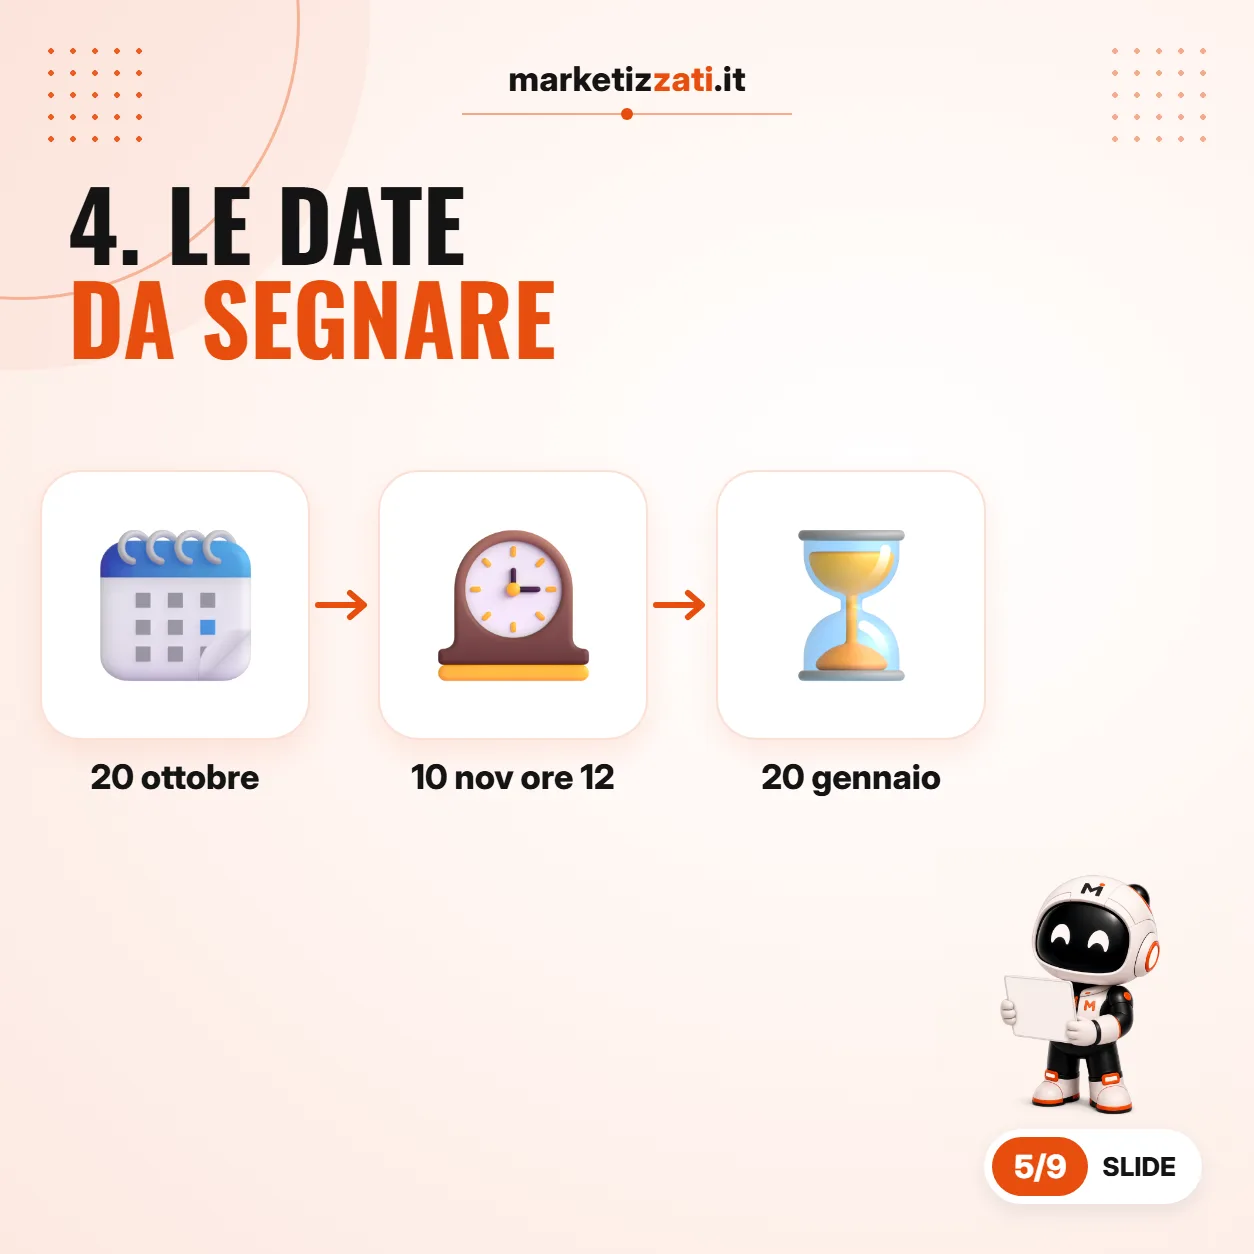 marketizzati.it
4. LE DATE
DA SEGNARE
20 ottobre
10 nov ore 12
20 gennaio
M
M
5/9 SLIDE